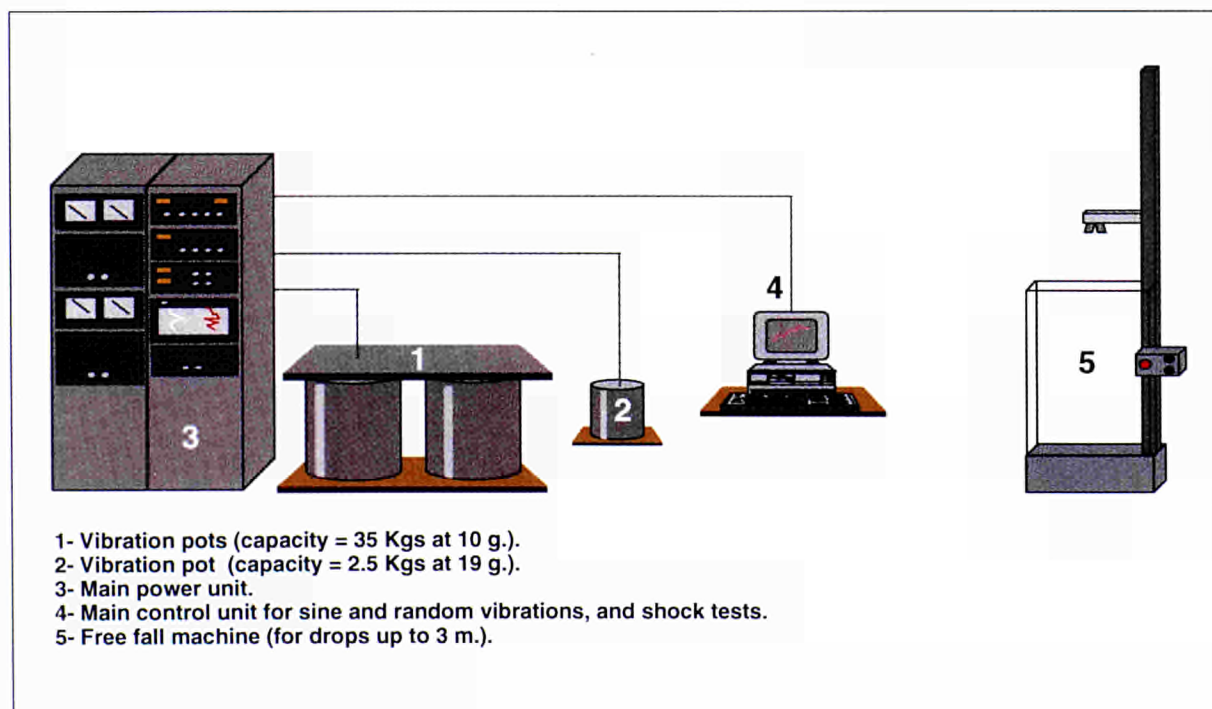 4
1
5
2
3
1- Vibration pots (capacity = 35 Kgs at 10 g.).
2- Vibration pot (capacity = 2.5 Kgs at 19 g.).
3- Main power unit.
4- Main control unit for sine and random vibrations, and shock tests.
5- Free fall machine (for drops up to 3 m.).